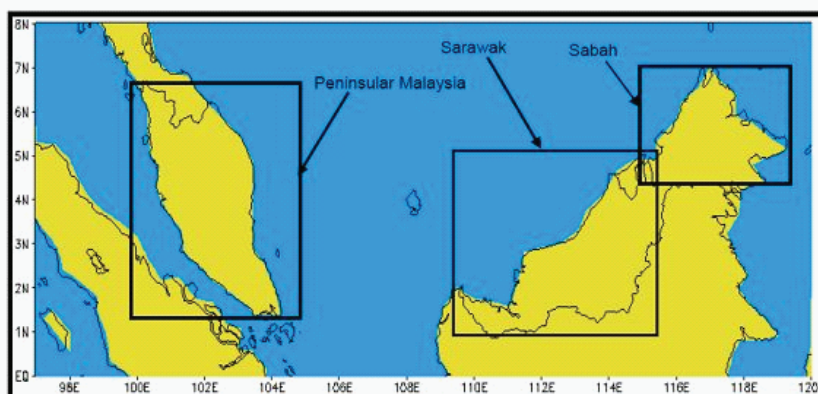 8N
7N
6N
5N
4N
3N
2N
1N
EQ
Sarawak
Sabah
Peninsular Malaysia
98E 100E 102E 104E 106E 108E 110E 112E 114E 116E 118E 120